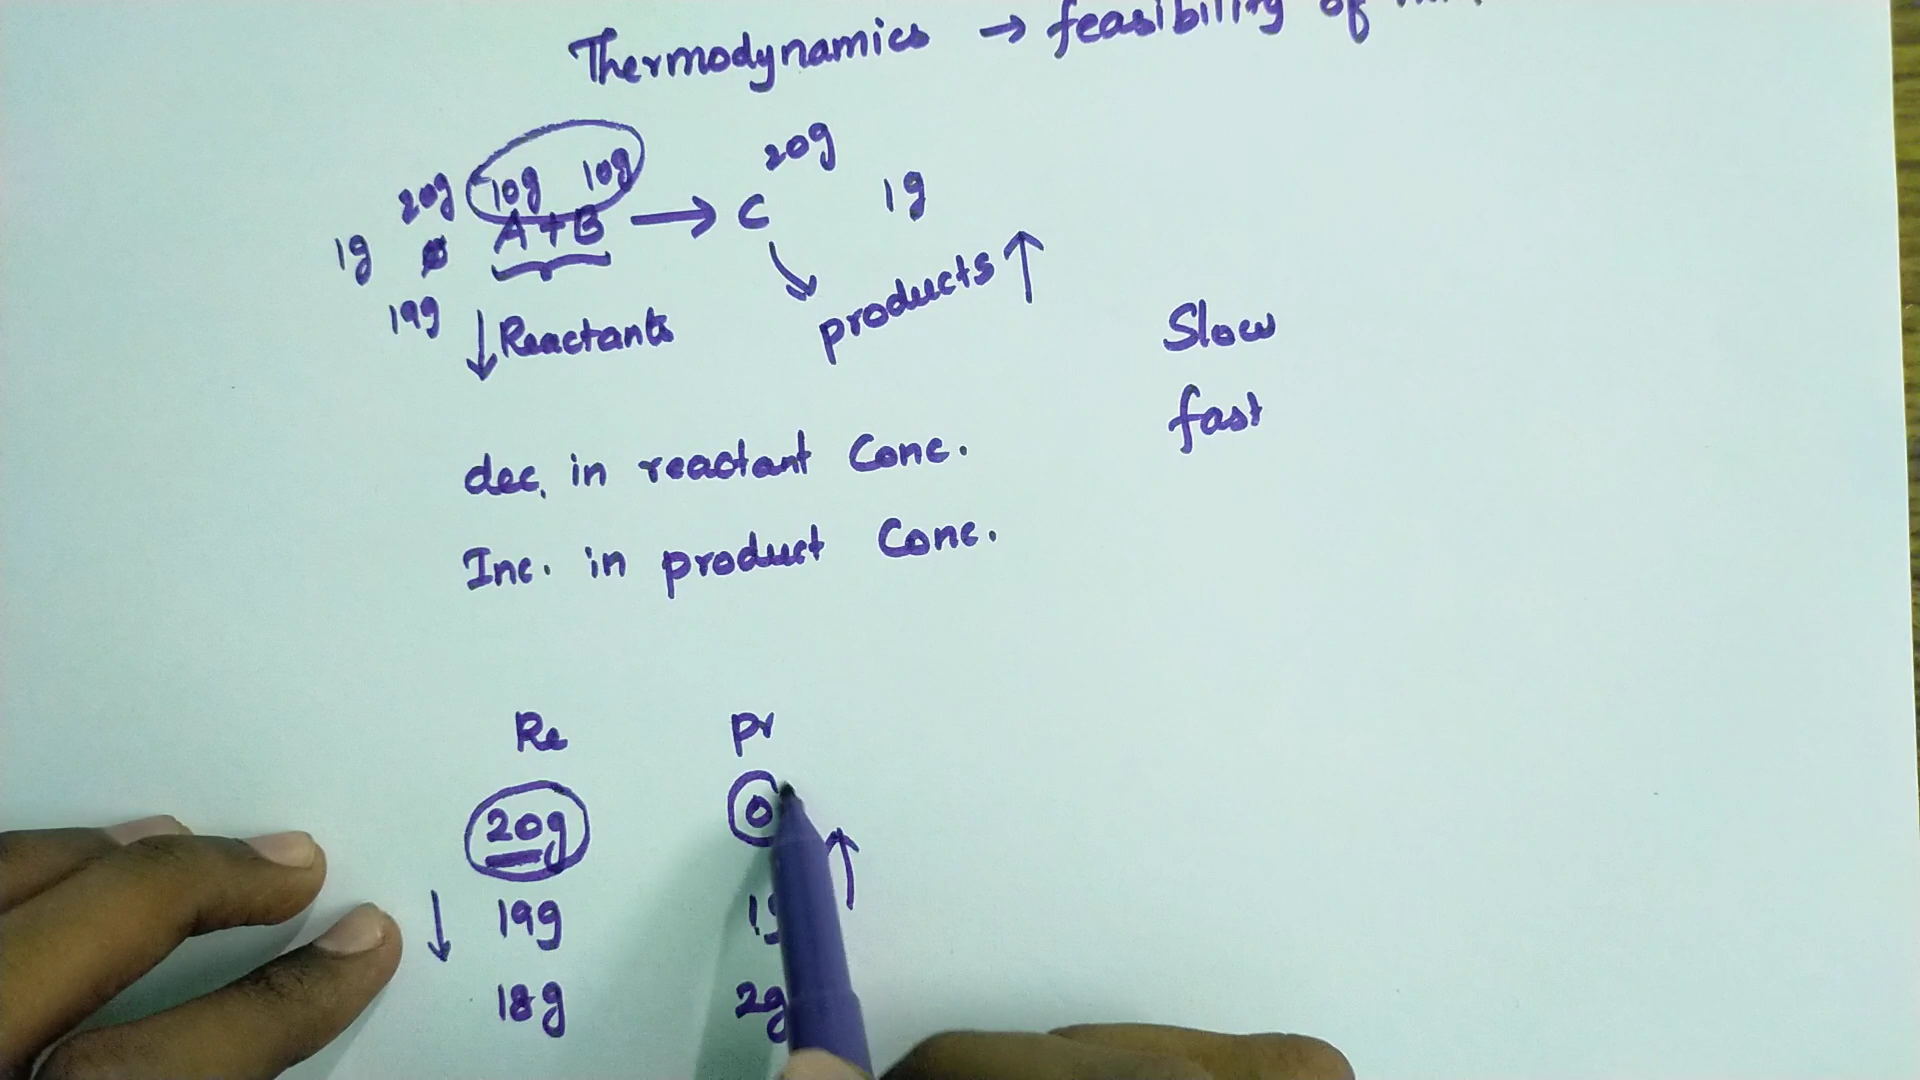 Thermodynamics → feasibility of
20g 10g 10g 20g
1g A + B → C 1g
19g ↓ Reactants products ↑
Slow
fast
dec. in reactant Conc.
Inc. in product Conc.
Re Pr
20g 0
↓ 19g 1g ↑
18g 2g